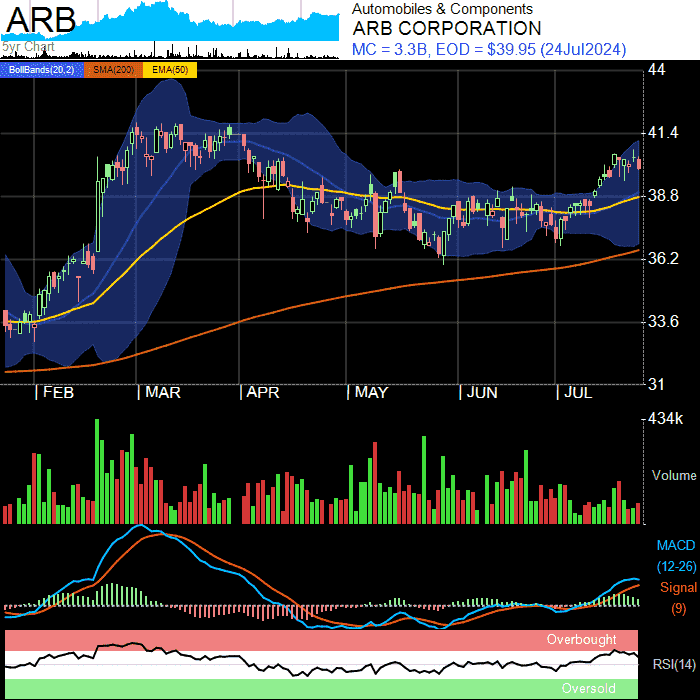 ARB
5yr Chart
Automobiles & Components
ARB CORPORATION
MC = 3.3B, EOD = $39.95 (24Jul2024)
BollBands(20,2) SMA(200) EMA(50)
44
41.4
38.8
36.2
33.6
31
FEB MAR APR MAY JUN JUL
434k
Volume
MACD
(12-26)
Signal
(9)
Overbought
RSI(14)
Oversold